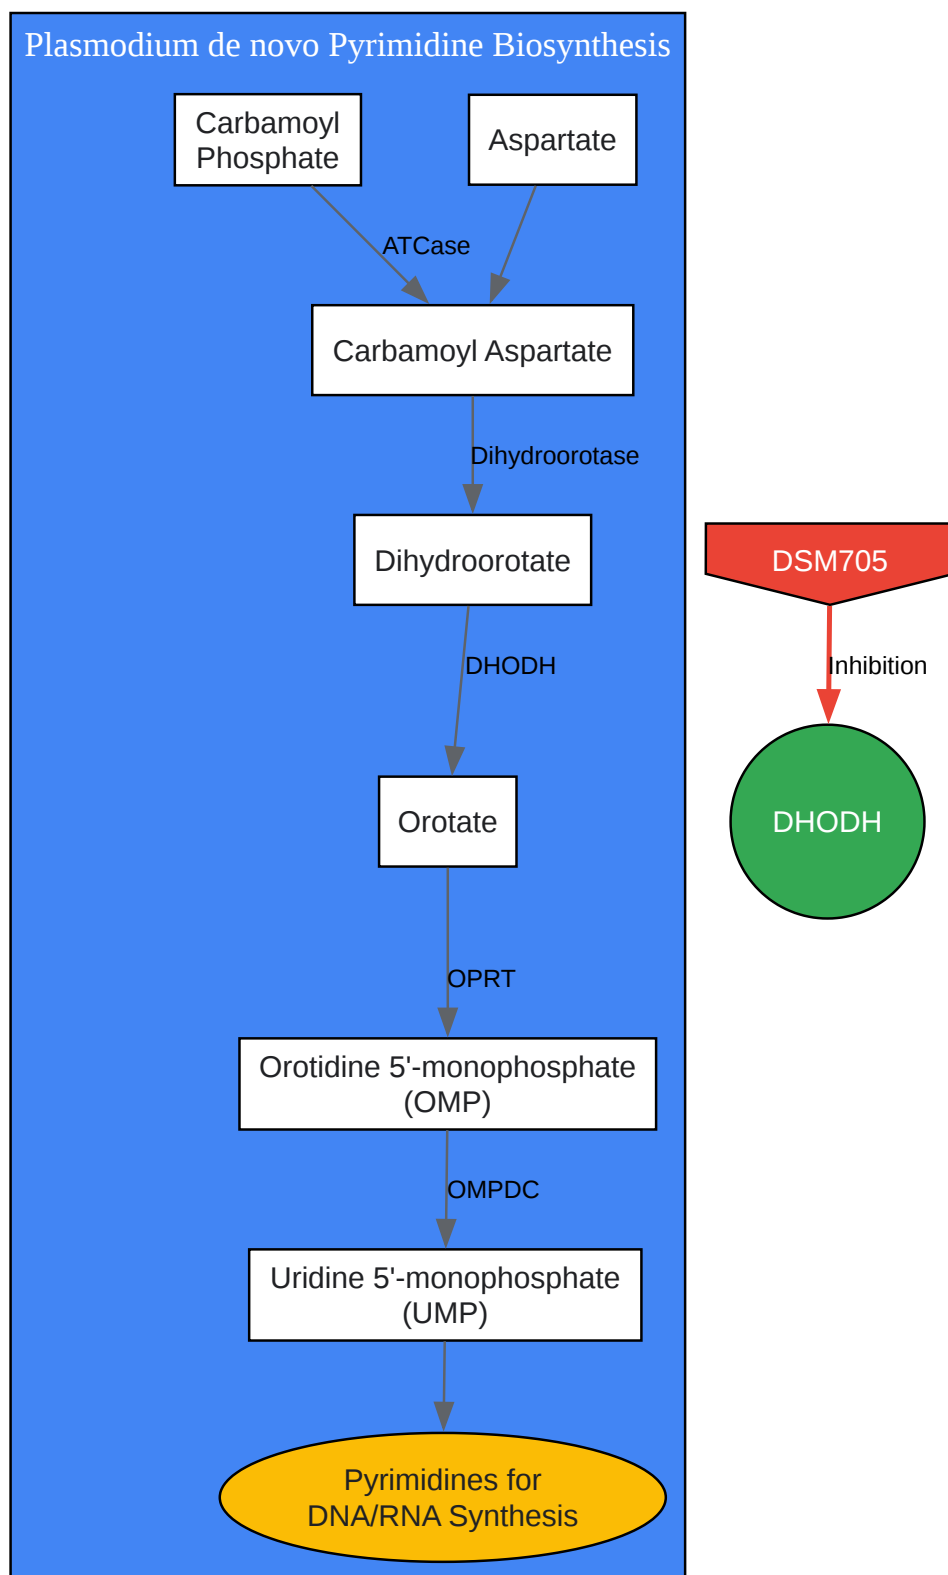 Plasmodium de novo Pyrimidine Biosynthesis
Carbamoyl
Phosphate
Aspartate
ATCase
Carbamoyl Aspartate
Dihydroorotase
Dihydroorotate
DSM705
DHODH
Inhibition
Orotate
DHODH
OPRT
Orotidine 5'-monophosphate
(OMP)
OMPDC
Uridine 5'-monophosphate
(UMP)
Pyrimidines for
DNA/RNA Synthesis